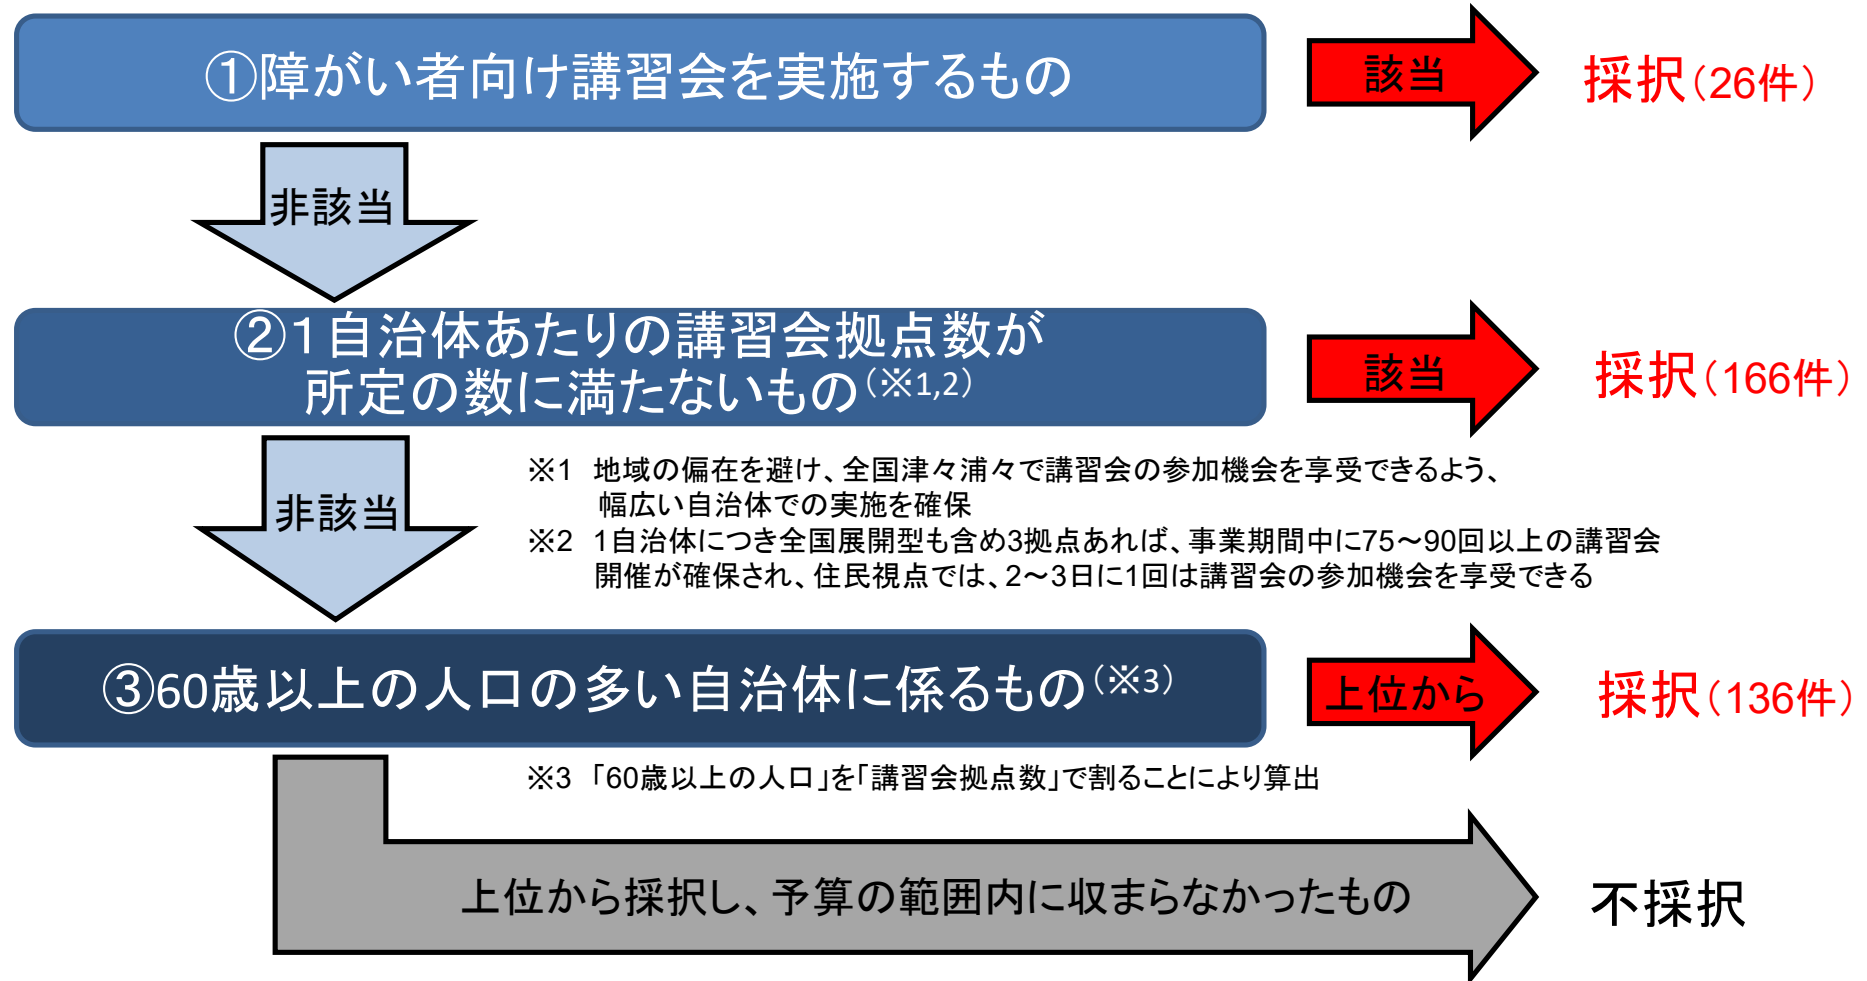 ①障がい者向け講習会を実施するもの
該当
採択（26件）
非該当
②１自治体あたりの講習会拠点数が
所定の数に満たないもの（※1,2）
該当
採択（166件）
非該当
※1 地域の偏在を避け、全国津々浦々で講習会の参加機会を享受できるよう、
幅広い自治体での実施を確保
※2 1自治体につき全国展開型も含め3拠点あれば、事業期間中に75～90回以上の講習会
開催が確保され、住民視点では、2～3日に1回は講習会の参加機会を享受できる
③60歳以上の人口の多い自治体に係るもの（※3）
上位から
採択（136件）
※3 「60歳以上の人口」を「講習会拠点数」で割ることにより算出
上位から採択し、予算の範囲内に収まらなかったもの
不採択